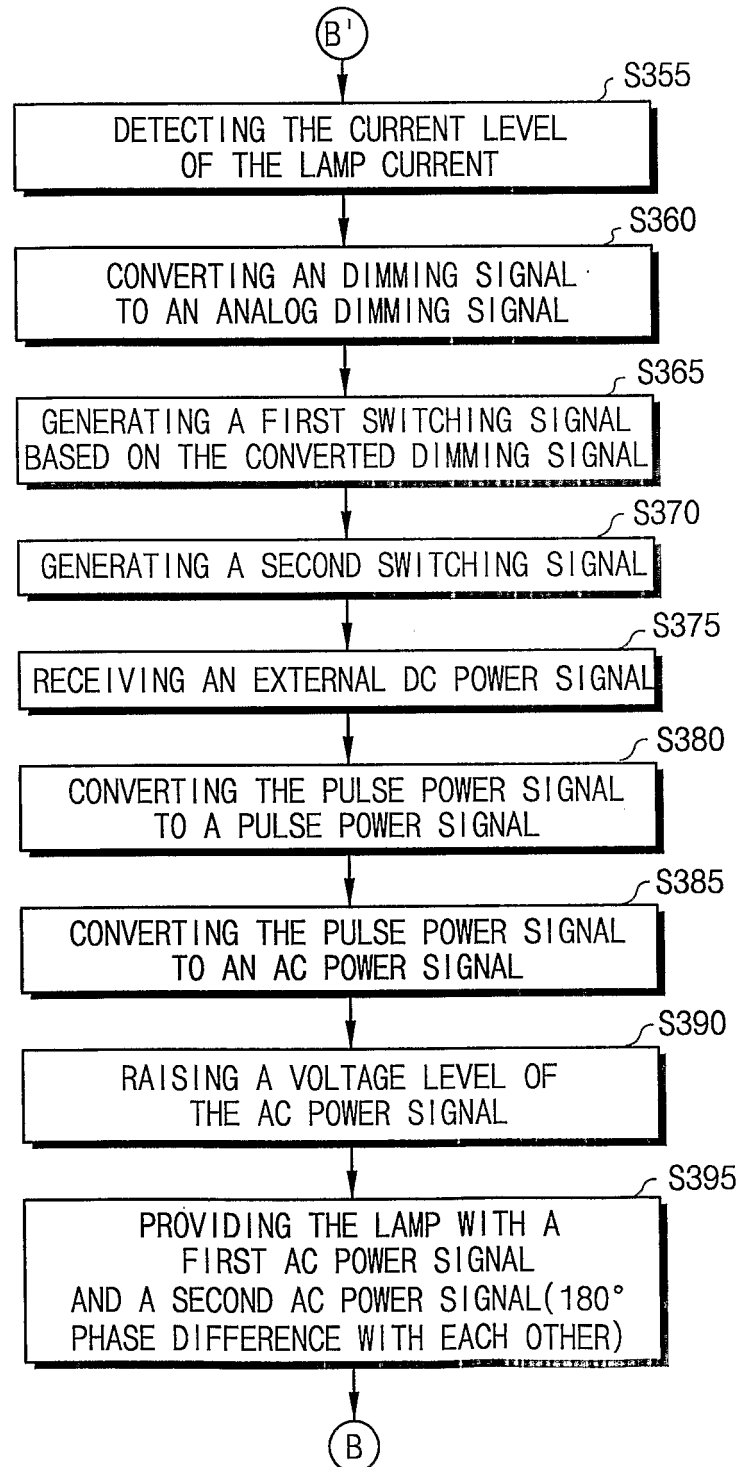 B'
S355
DETECTING THE CURRENT LEVEL
OF THE LAMP CURRENT
S360
CONVERTING AN DIMMING SIGNAL
TO AN ANALOG DIMMING SIGNAL
S365
GENERATING A FIRST SWITCHING SIGNAL
BASED ON THE CONVERTED DIMMING SIGNAL
S370
GENERATING A SECOND SWITCHING SIGNAL
S375
RECEIVING AN EXTERNAL DC POWER SIGNAL
S380
CONVERTING THE PULSE POWER SIGNAL
TO A PULSE POWER SIGNAL
S385
CONVERTING THE PULSE POWER SIGNAL
TO AN AC POWER SIGNAL
S390
RAISING A VOLTAGE LEVEL OF
THE AC POWER SIGNAL
S395
PROVIDING THE LAMP WITH A
FIRST AC POWER SIGNAL
AND A SECOND AC POWER SIGNAL(180°
PHASE DIFFERENCE WITH EACH OTHER)
B